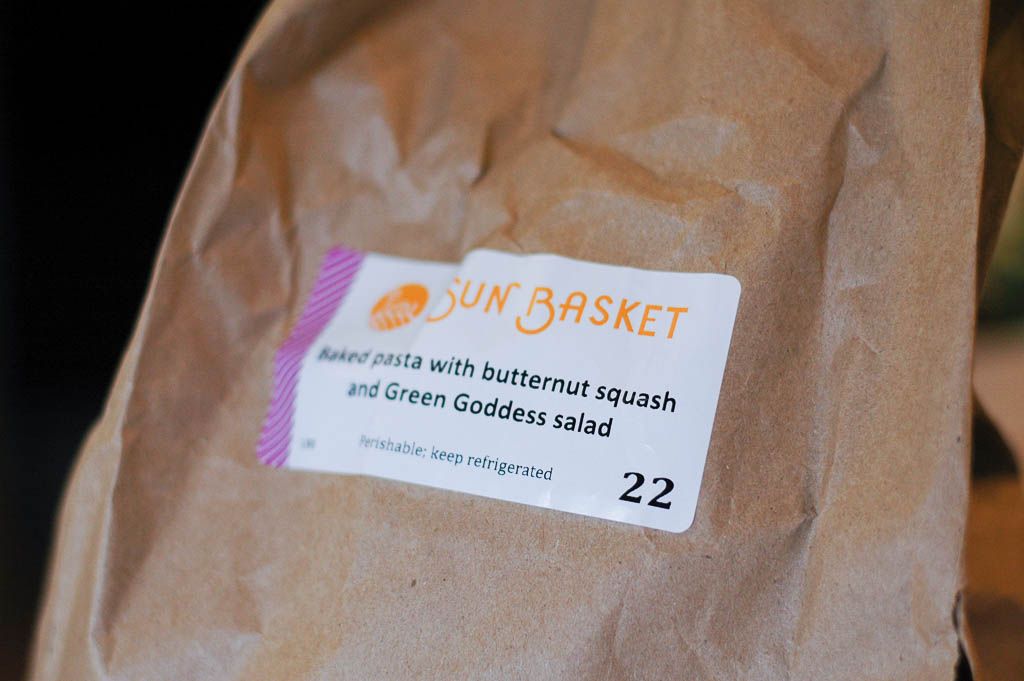 SUN BASKET
Baked pasta with butternut squash
and Green Goddess salad
Perishable; keep refrigerated
22